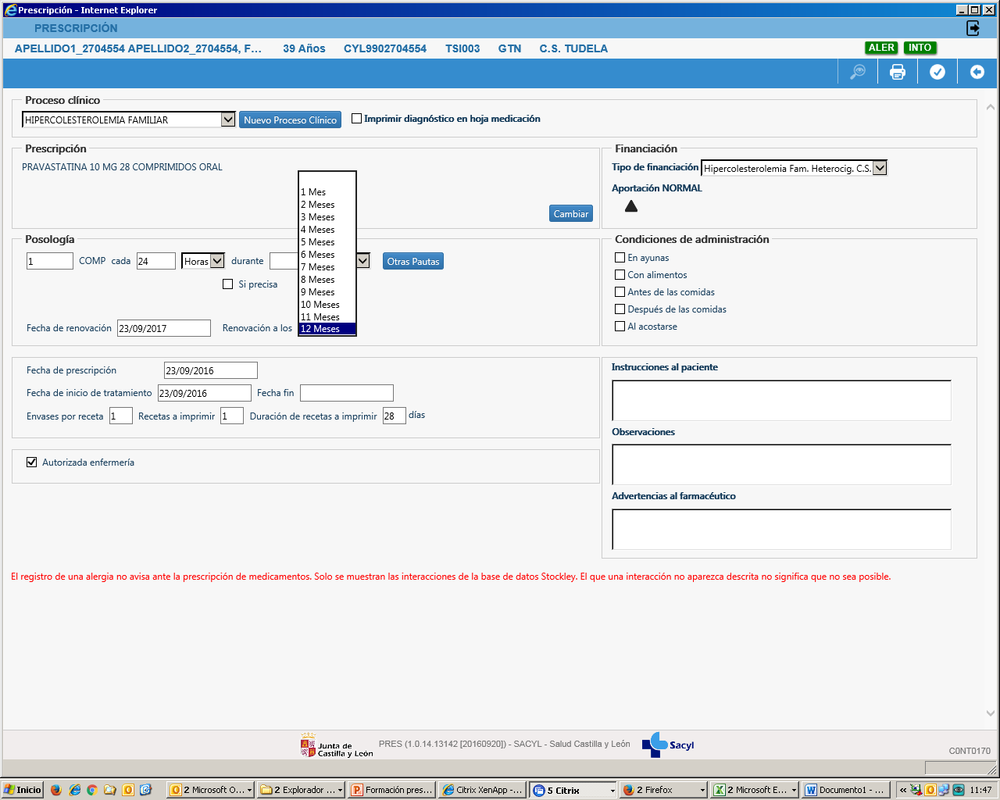 Prescripción - Internet Explorer
PRESCRIPCIÓN
APELLIDO1_2704554 APELLIDO2_2704554, F... 39 Años CYL9902704554 TSI003 GTN C.S. TUDELA ALER INTO
Proceso clínico
HIPERCOLESTEROLEMIA FAMILIAR Nuevo Proceso Clínico Imprimir diagnóstico en hoja medicación
Prescripción
PRAVASTATINA 10 MG 28 COMPRIMIDOS ORAL
Cambiar
Financiación
Tipo de financiación Hipercolesterolemia Fam. Heterocig. C.S.
Aportación NORMAL
Posología
1 COMP cada 24 Horas durante Otras Pautas
Si precisa
Fecha de renovación 23/09/2017 Renovación a los
1 Mes
2 Meses
3 Meses
4 Meses
5 Meses
6 Meses
7 Meses
8 Meses
9 Meses
10 Meses
11 Meses
12 Meses
Condiciones de administración
En ayunas
Con alimentos
Antes de las comidas
Después de las comidas
Al acostarse
Fecha de prescripción 23/09/2016
Fecha de inicio de tratamiento 23/09/2016 Fecha fin
Envases por receta 1 Recetas a imprimir 1 Duración de recetas a imprimir 28 días
Autorizada enfermería
Instrucciones al paciente
Observaciones
Advertencias al farmacéutico
El registro de una alergia no avisa ante la prescripción de medicamentos. Solo se muestran las interacciones de la base de datos Stockley. El que una interacción no aparezca descrita no significa que no sea posible.
Junta de
Castilla y León
PRES (1.0.14.13142 [20160920]) - SACYL - Salud Castilla y León
Sacyl
C0NT0170
Inicio 2 Microsoft O... 2 Explorador ... Formación pres... Citrix XenApp -... 5 Citrix 2 Firefox 2 Microsoft E... Documento1 - ... 11:47